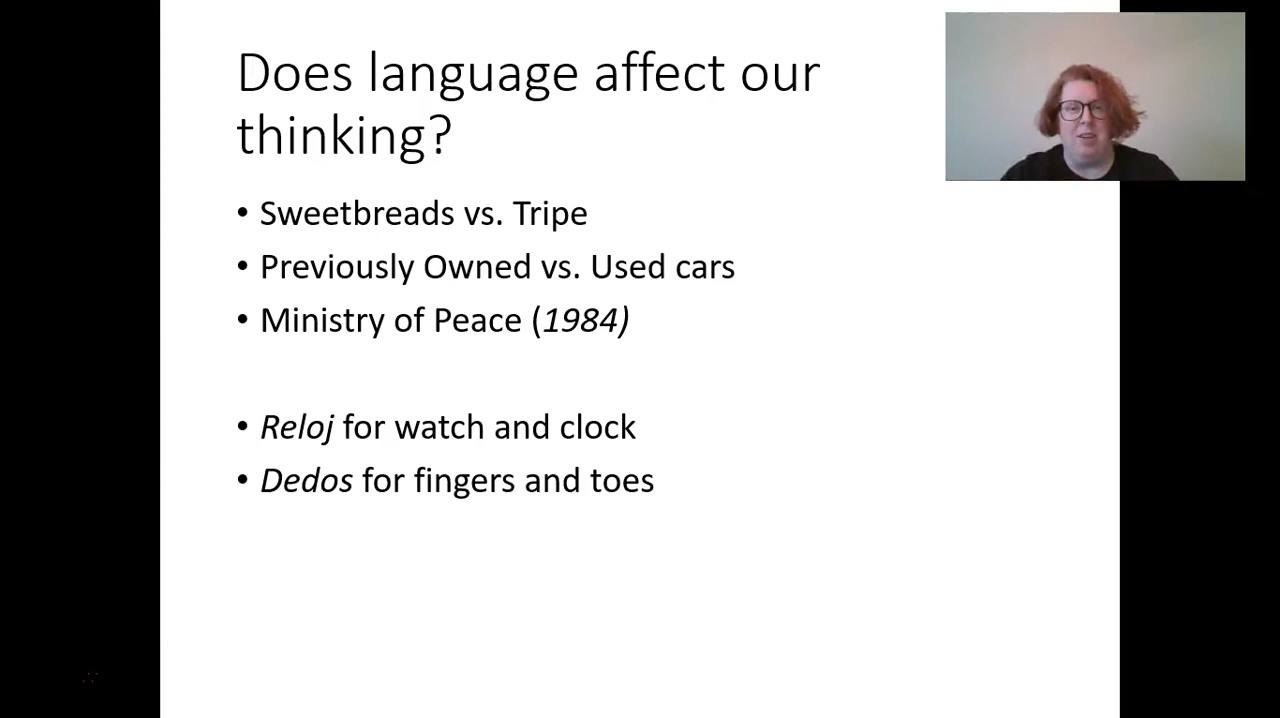 Does language affect our
thinking?
• Sweetbreads vs. Tripe
• Previously Owned vs. Used cars
• Ministry of Peace (1984)
• Reloj for watch and clock
• Dedos for fingers and toes